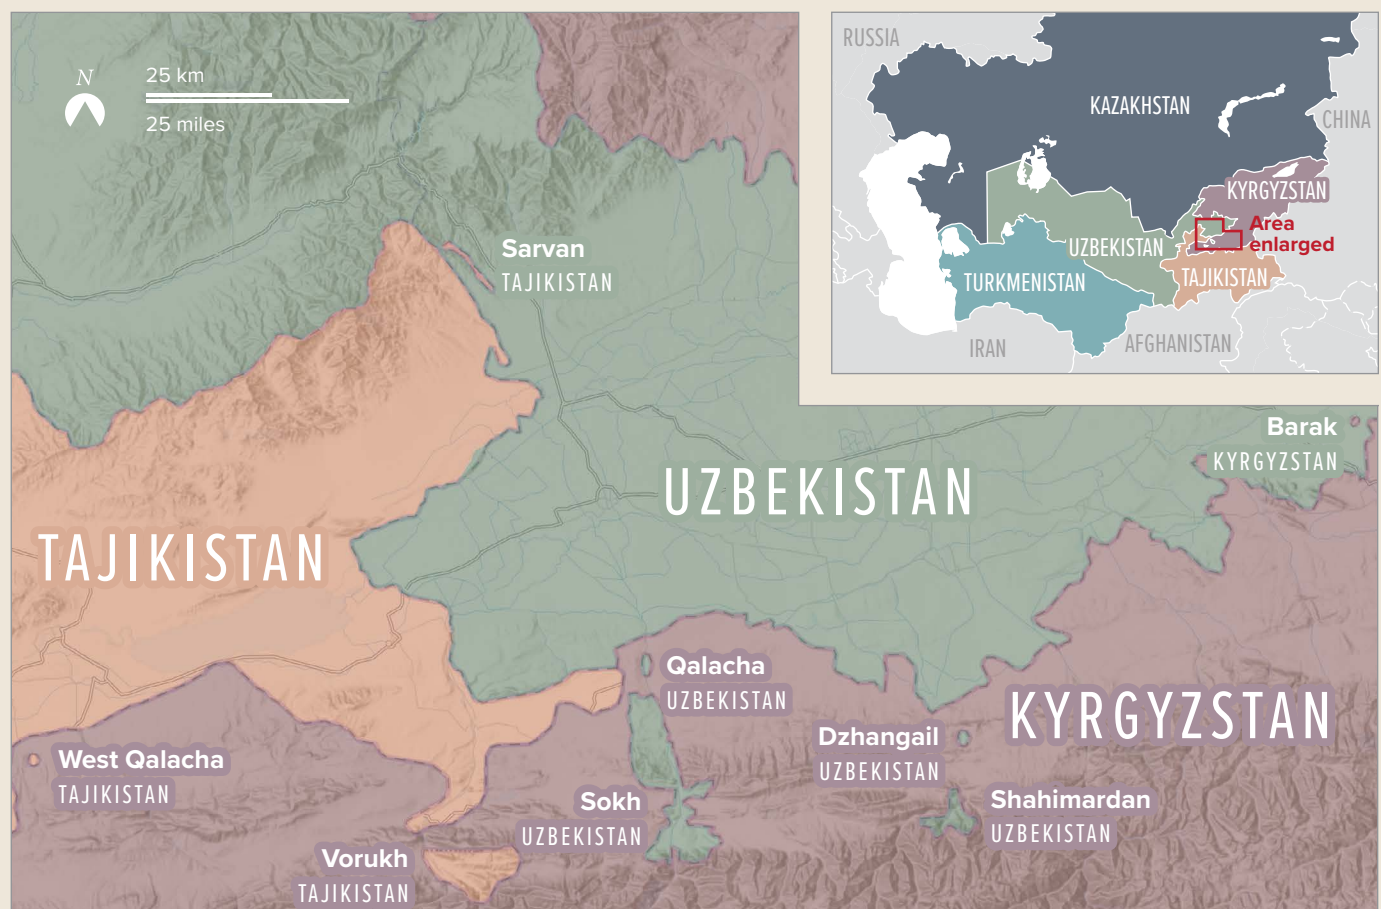 N
25 km
25 miles
RUSSIA
KAZAKHSTAN
CHINA
KYRGYZSTAN
Area
enlarged
UZBEKISTAN
TAJIKISTAN
TURKMENISTAN
IRAN
AFGHANISTAN
Sarvan
TAJIKISTAN
Barak
KYRGYZSTAN
UZBEKISTAN
TAJIKISTAN
Qalacha
UZBEKISTAN
KYRGYZSTAN
Dzhangail
UZBEKISTAN
West Qalacha
TAJIKISTAN
Sokh
UZBEKISTAN
Shahimardan
UZBEKISTAN
Vorukh
TAJIKISTAN